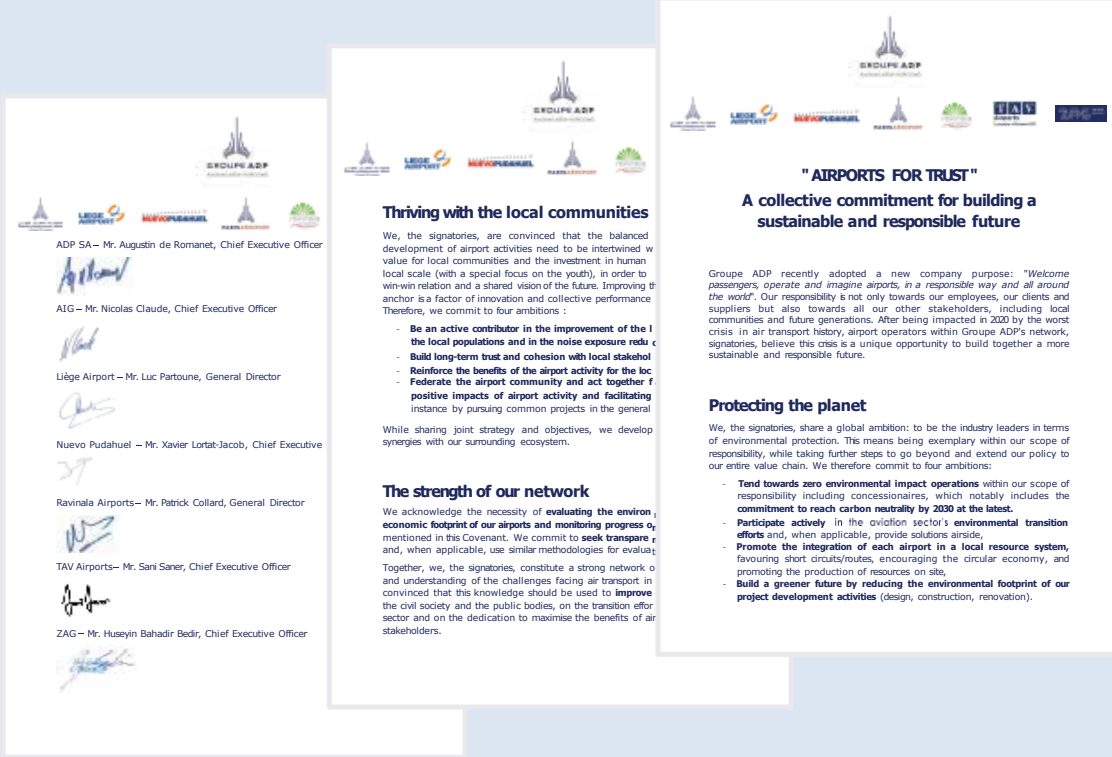 GROUPE ADP
LIEGE AIRPORT
NUEVOPUDAHUEL
PARISAEROPORT
ADP SA – Mr. Augustin de Romanet, Chief Executive Officer
AIG – Mr. Nicolas Claude, Chief Executive Officer
Liège Airport – Mr. Luc Partoune, General Director
Nuevo Pudahuel – Mr. Xavier Lortat-Jacob, Chief Executive
Ravinala Airports – Mr. Patrick Collard, General Director
TAV Airports – Mr. Sani Saner, Chief Executive Officer
ZAG – Mr. Huseyin Bahadir Bedir, Chief Executive Officer
GROUPE ADP
LIEGE AIRPORT
NUEVOPUDAHUEL
PARISAEROPORT
Thriving with the local communities
We, the signatories, are convinced that the balanced
development of airport activities need to be intertwined w
value for local communities and the investment in human
local scale (with a special focus on the youth), in order to
win-win relation and a shared vision of the future. Improving th
anchor is a factor of innovation and collective performance
Therefore, we commit to four ambitions :
- Be an active contributor in the improvement of the l
the local populations and in the noise exposure redu
- Build long-term trust and cohesion with local stakehol
- Reinforce the benefits of the airport activity for the loc
- Federate the airport community and act together f
positive impacts of airport activity and facilitating
instance by pursuing common projects in the general
While sharing joint strategy and objectives, we develop
synergies with our surrounding ecosystem.
The strength of our network
We acknowledge the necessity of evaluating the environ
economic footprint of our airports and monitoring progress o
mentioned in this Covenant. We commit to seek transpare
and, when applicable, use similar methodologies for evalua
Together, we, the signatories, constitute a strong network o
and understanding of the challenges facing air transport in
convinced that this knowledge should be used to improve
the civil society and the public bodies, on the transition effor
sector and on the dedication to maximise the benefits of air
stakeholders.
GROUPE ADP
LIEGE AIRPORT
NUEVOPUDAHUEL
PARISAEROPORT
TAV Airports
ZAG
"AIRPORTS FOR TRUST"
A collective commitment for building a
sustainable and responsible future
Groupe ADP recently adopted a new company purpose: "Welcome
passengers, operate and imagine airports, in a responsible way and all around
the world". Our responsibility is not only towards our employees, our clients and
suppliers but also towards all our other stakeholders, including local
communities and future generations. After being impacted in 2020 by the worst
crisis in air transport history, airport operators within Groupe ADP's network,
signatories, believe this crisis is a unique opportunity to build together a more
sustainable and responsible future.
Protecting the planet
We, the signatories, share a global ambition: to be the industry leaders in terms
of environmental protection. This means being exemplary within our scope of
responsibility, while taking further steps to go beyond and extend our policy to
our entire value chain. We therefore commit to four ambitions:
- Tend towards zero environmental impact operations within our scope of
responsibility including concessionaires, which notably includes the
commitment to reach carbon neutrality by 2030 at the latest.
- Participate actively in the aviation sector's environmental transition
efforts and, when applicable, provide solutions airside,
- Promote the integration of each airport in a local resource system,
favouring short circuits/routes, encouraging the circular economy, and
promoting the production of resources on site,
- Build a greener future by reducing the environmental footprint of our
project development activities (design, construction, renovation).